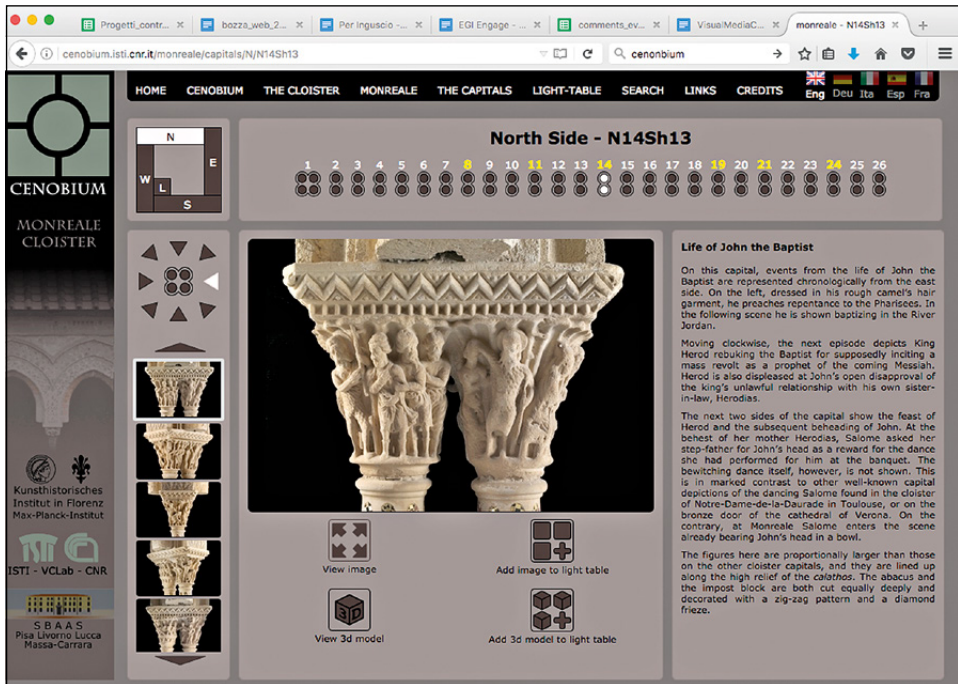 Progetti_contr...
bozza_web_2...
Per Inguscio -...
EGI Engage - ...
comments_ev...
VisualMediaC...
monreale - N14Sh13
cenobium.isti.cnr.it/monreale/capitals/N/N14Sh13
cenonbium
HOME CENOBIUM THE CLOISTER MONREALE THE CAPITALS LIGHT-TABLE SEARCH LINKS CREDITS
Eng Deu Ita Esp Fra
CENOBIUM
MONREALE
CLOISTER
N
W
E
L
S
North Side - N14Sh13
1 2 3 4 5 6 7 8 9 10 11 12 13 14 15 16 17 18 19 20 21 22 23 24 25 26
View image
Add image to light table
3D
View 3d model
Add 3d model to light table
Life of John the Baptist
On this capital, events from the life of John the
Baptist are represented chronologically from the east
side. On the left, dressed in his rough camel's hair
garment, he preaches repentance to the Pharisees. In
the following scene he is shown baptizing in the River
Jordan.
Moving clockwise, the next episode depicts King
Herod rebuking the Baptist for supposedly inciting a
mass revolt as a prophet of the coming Messiah.
Herod is also displeased at John's open disapproval of
the king's unlawful relationship with his own sister-
in-law, Herodias.
The next two sides of the capital show the feast of
Herod and the subsequent beheading of John. At the
behest of her mother Herodias, Salome asked her
step-father for John's head as a reward for the dance
she had performed for him at the banquet. The
bewitching dance itself, however, is not shown. This
is in marked contrast to other well-known capital
depictions of the dancing Salome found in the cloister
of Notre-Dame-de-la-Daurade in Toulouse, or on the
bronze door of the cathedral of Verona. On the
contrary, at Monreale Salome enters the scene
already bearing John's head in a bowl.
The figures here are proportionally larger than those
on the other cloister capitals, and they are lined up
along the high relief of the calathos. The abacus and
the impost block are both cut equally deeply and
decorated with a zig-zag pattern and a diamond
frieze.
Kunsthistorisches
Institut in Florenz
Max-Planck-Institut
ISTI
ISTI - VCLab - CNR
S B A A S
Pisa Livorno Lucca
Massa-Carrara